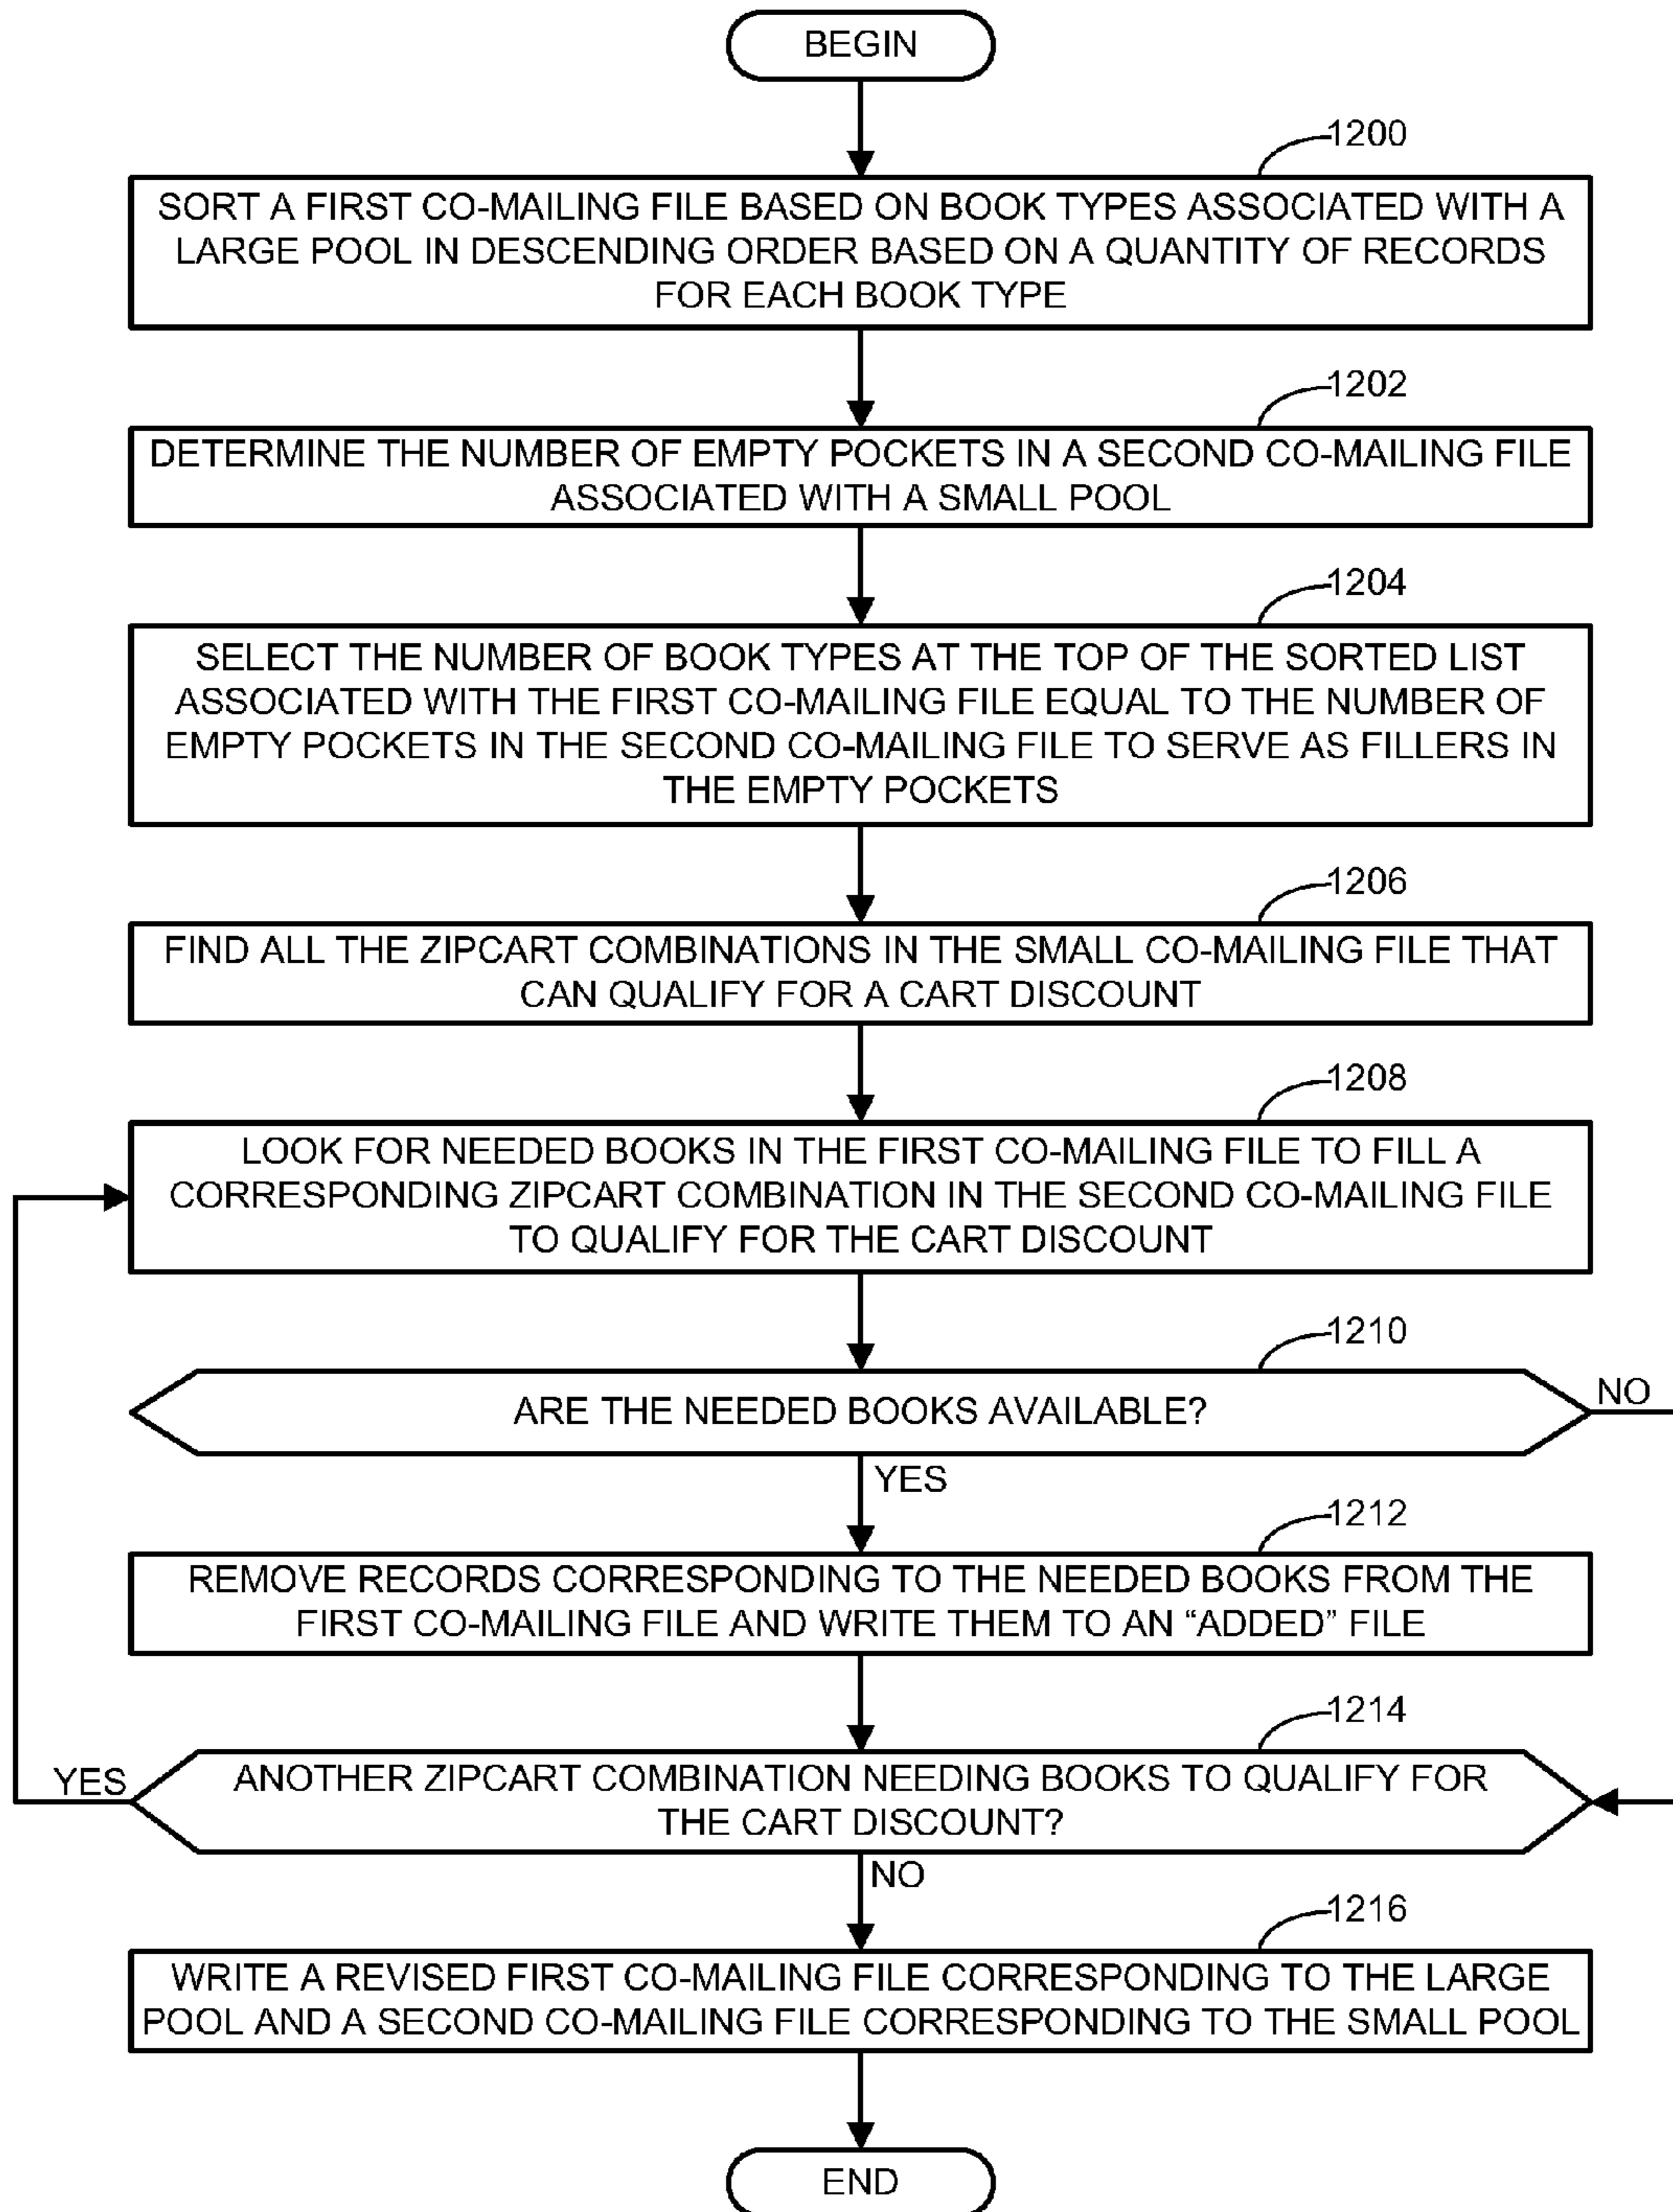 BEGIN
1200
SORT A FIRST CO-MAILING FILE BASED ON BOOK TYPES ASSOCIATED WITH A
LARGE POOL IN DESCENDING ORDER BASED ON A QUANTITY OF RECORDS
FOR EACH BOOK TYPE
1202
DETERMINE THE NUMBER OF EMPTY POCKETS IN A SECOND CO-MAILING FILE
ASSOCIATED WITH A SMALL POOL
1204
SELECT THE NUMBER OF BOOK TYPES AT THE TOP OF THE SORTED LIST
ASSOCIATED WITH THE FIRST CO-MAILING FILE EQUAL TO THE NUMBER OF
EMPTY POCKETS IN THE SECOND CO-MAILING FILE TO SERVE AS FILLERS IN
THE EMPTY POCKETS
1206
FIND ALL THE ZIPCART COMBINATIONS IN THE SMALL CO-MAILING FILE THAT
CAN QUALIFY FOR A CART DISCOUNT
1208
LOOK FOR NEEDED BOOKS IN THE FIRST CO-MAILING FILE TO FILL A
CORRESPONDING ZIPCART COMBINATION IN THE SECOND CO-MAILING FILE
TO QUALIFY FOR THE CART DISCOUNT
1210
ARE THE NEEDED BOOKS AVAILABLE?
NO
YES
1212
REMOVE RECORDS CORRESPONDING TO THE NEEDED BOOKS FROM THE
FIRST CO-MAILING FILE AND WRITE THEM TO AN “ADDED” FILE
1214
YES
ANOTHER ZIPCART COMBINATION NEEDING BOOKS TO QUALIFY FOR
THE CART DISCOUNT?
NO
1216
WRITE A REVISED FIRST CO-MAILING FILE CORRESPONDING TO THE LARGE
POOL AND A SECOND CO-MAILING FILE CORRESPONDING TO THE SMALL POOL
END